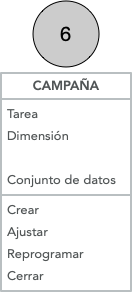 6
CAMPAÑA
Tarea
Dimensión
Conjunto de datos
Crear
Ajustar
Reprogramar
Cerrar